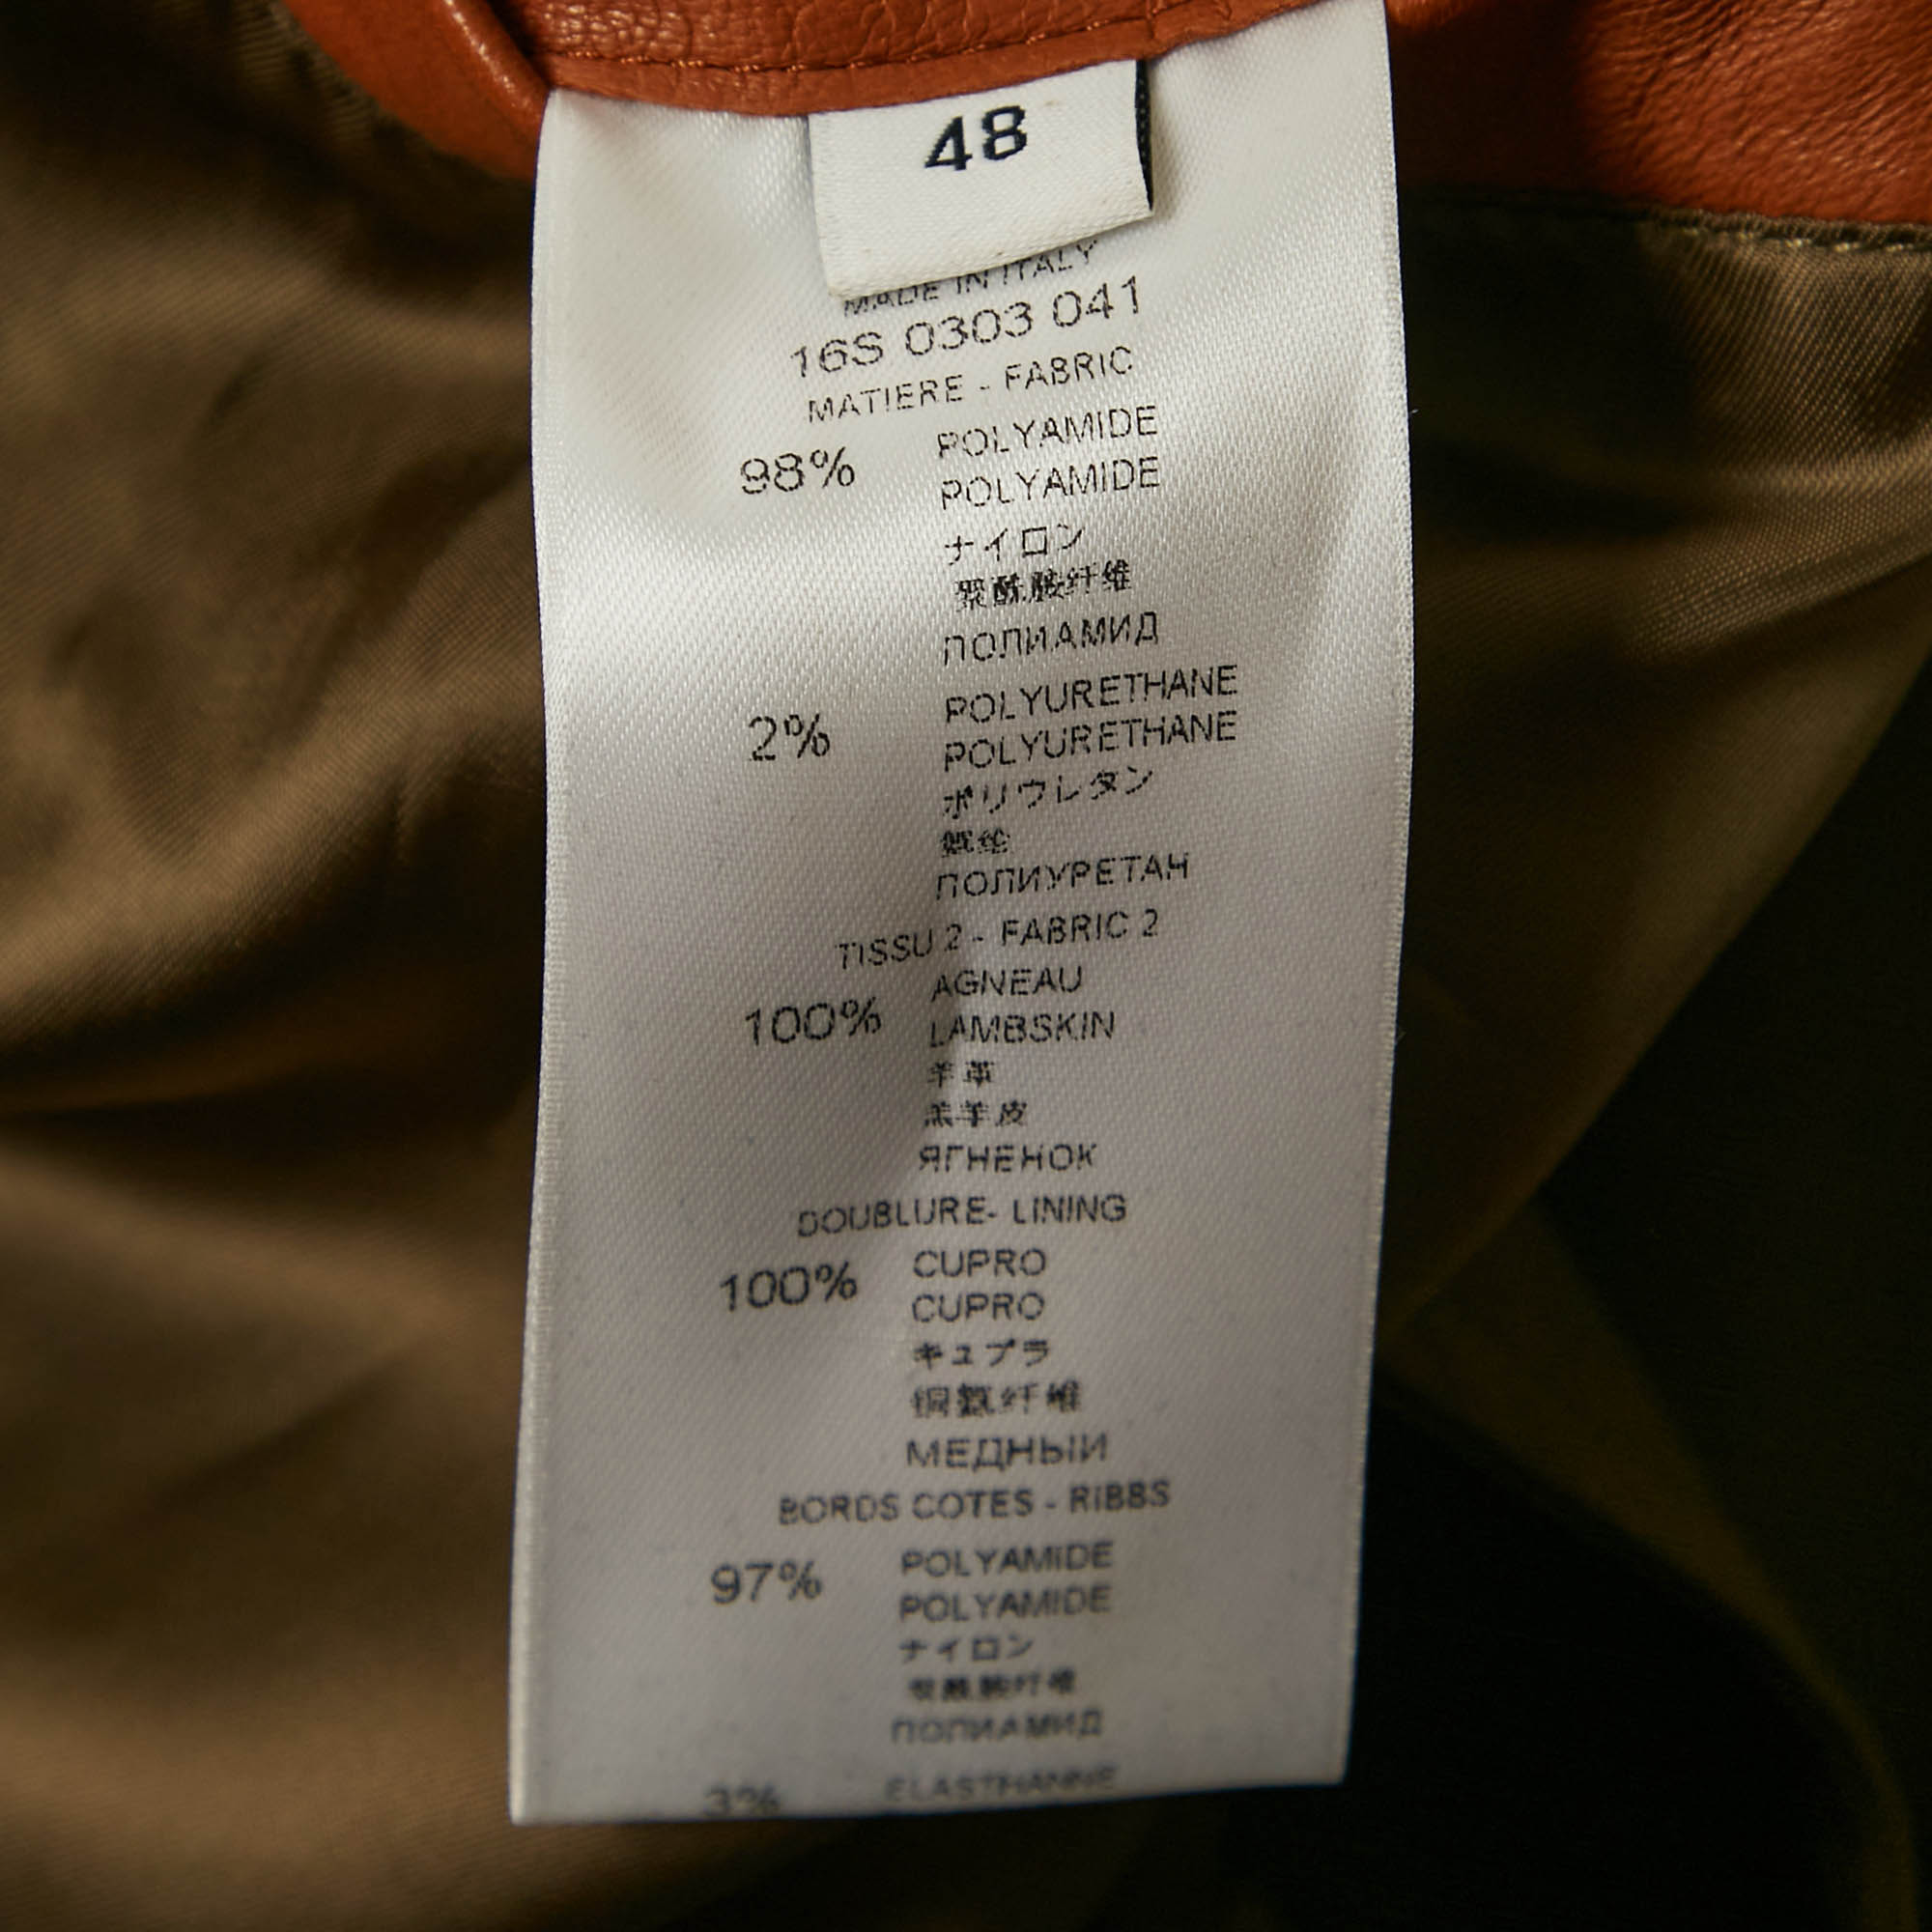 48
MADE IN ITALY
16S 0303 041
MATIERE - FABRIC
98% POLYAMIDE
POLYAMIDE
ナイロン
聚酰胺纤维
ПОЛИАМИД
2% POLYURETHANE
POLYURETHANE
ポリウレタン
氨纶
ПОЛИУРЕТАН
TISSU 2 - FABRIC 2
100% AGNEAU
LAMBSKIN
羊革
羔羊皮
ЯГНЕНОК
DOUBLURE- LINING
100% CUPRO
CUPRO
キュプラ
铜氨纤维
МЕДНЫЙ
BORDS COTES - RIBBS
97% POLYAMIDE
POLYAMIDE
ナイロン
聚酰胺纤维
ПОЛИАМИД
3% ELASTHANNE